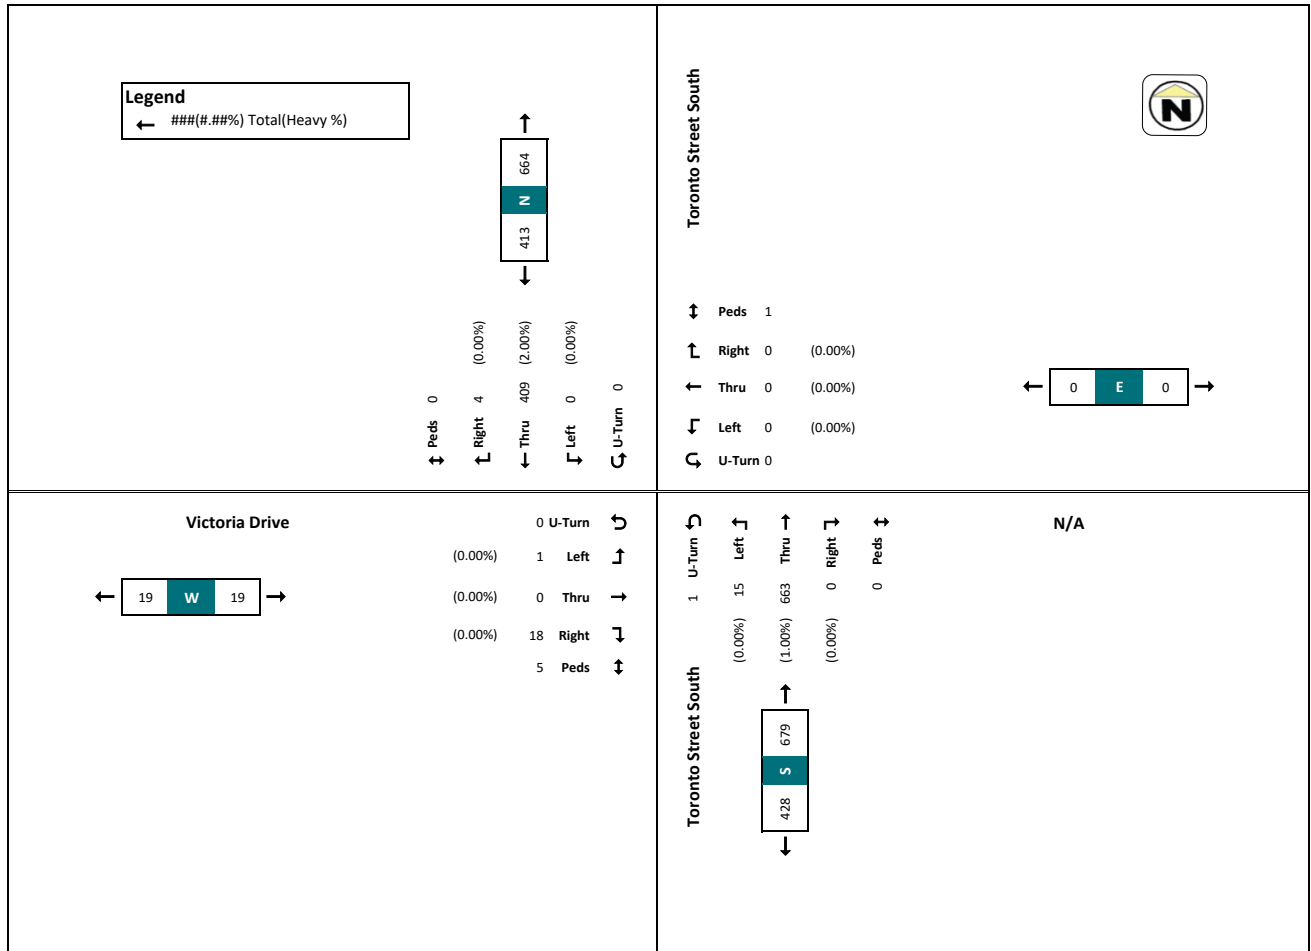 Legend
← ###(#.##%) Total(Heavy %)
664
N
413
(0.00%)
(2.00%)
(0.00%)
Peds 0
Right 4
Thru 409
Left 0
U-Turn 0
Toronto Street South
N
Peds 1
Right 0 (0.00%)
Thru 0 (0.00%)
Left 0 (0.00%)
U-Turn 0
0 E 0
Victoria Drive
0 U-Turn
(0.00%) 1 Left
(0.00%) 0 Thru
(0.00%) 18 Right
5 Peds
19 W 19
N/A
1 U-Turn
(0.00%) 15 Left
(1.00%) 663 Thru
(0.00%) 0 Right
0 Peds
Toronto Street South
679
S
428